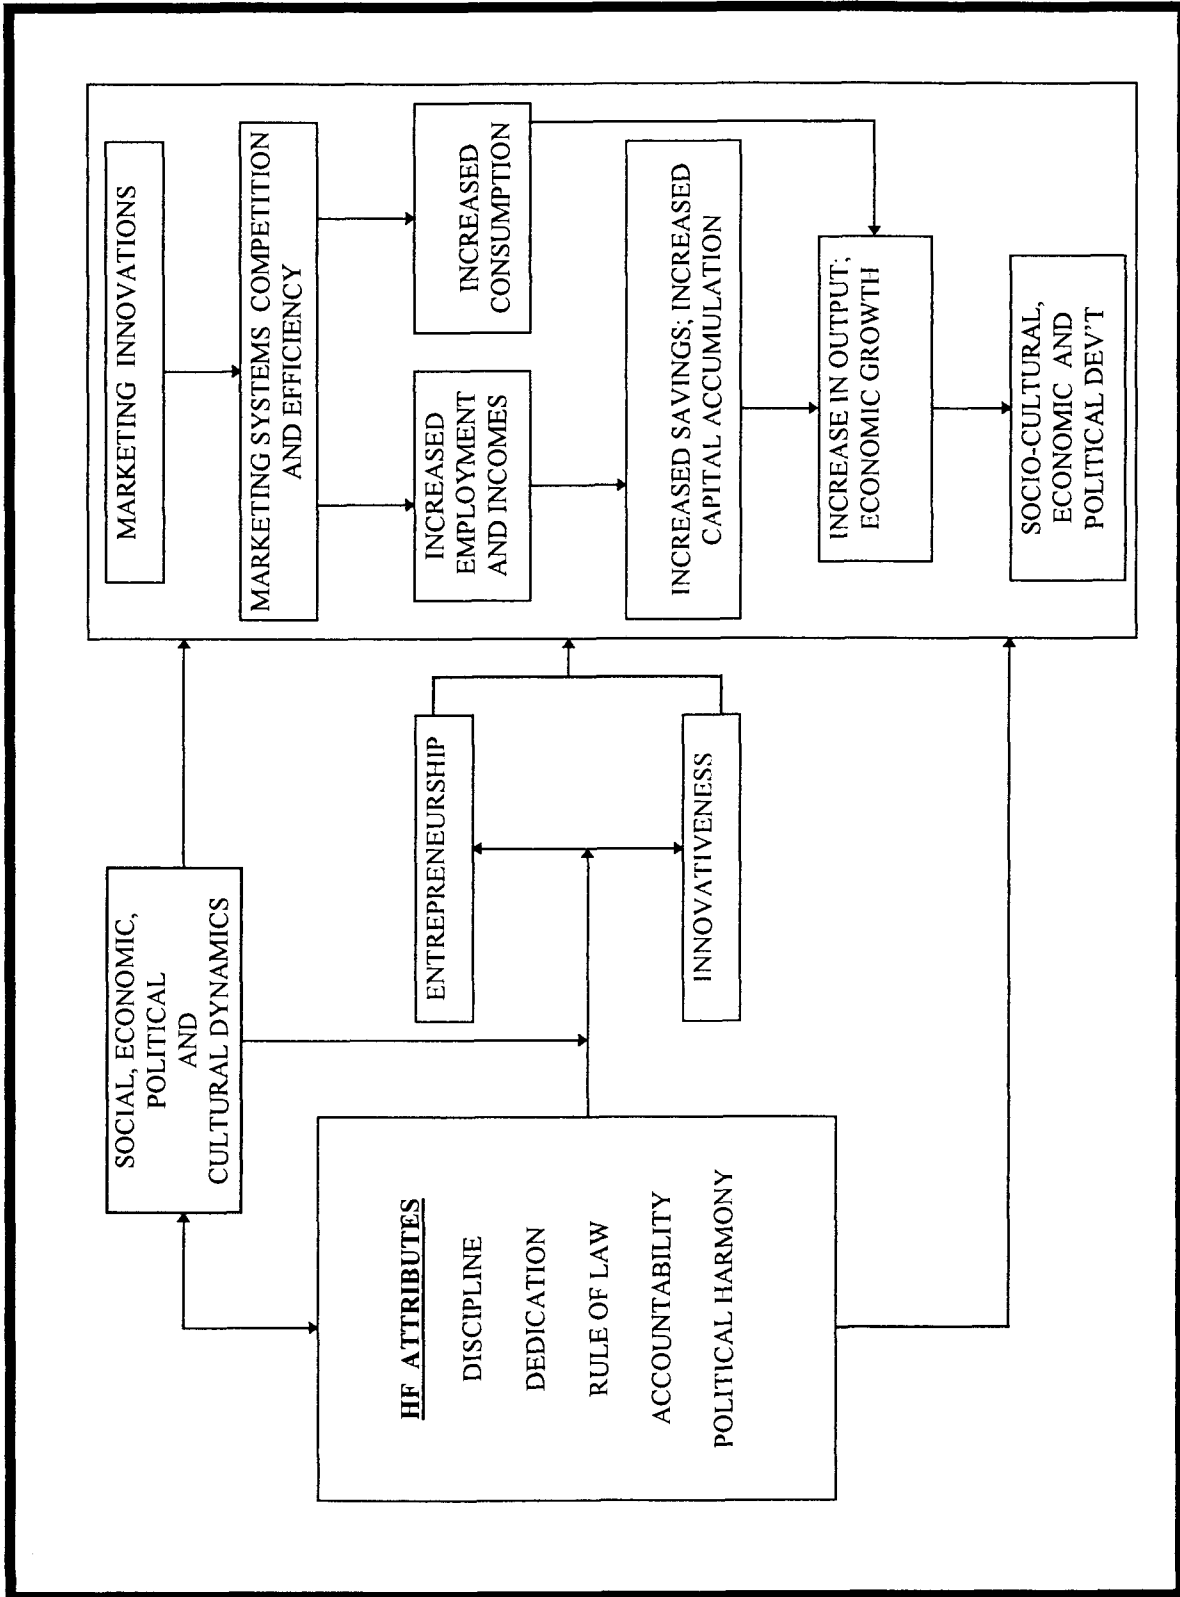 SOCIAL, ECONOMIC,
POLITICAL
AND
CULTURAL DYNAMICS
HF ATTRIBUTES
DISCIPLINE
DEDICATION
RULE OF LAW
ACCOUNTABILITY
POLITICAL HARMONY
ENTREPRENEURSHIP
INNOVATIVENESS
MARKETING INNOVATIONS
MARKETING SYSTEMS COMPETITION
AND EFFICIENCY
INCREASED
EMPLOYMENT
AND INCOMES
INCREASED
CONSUMPTION
INCREASED SAVINGS; INCREASED
CAPITAL ACCUMULATION
INCREASE IN OUTPUT;
ECONOMIC GROWTH
SOCIO-CULTURAL,
ECONOMIC AND
POLITICAL DEV'T